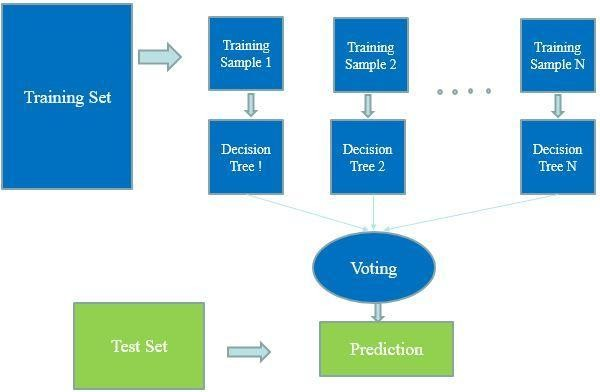 Training Set
Training
Sample 1
Training
Sample 2
Training
Sample N
Decision
Tree !
Decision
Tree 2
Decision
Tree N
Voting
Test Set
Prediction